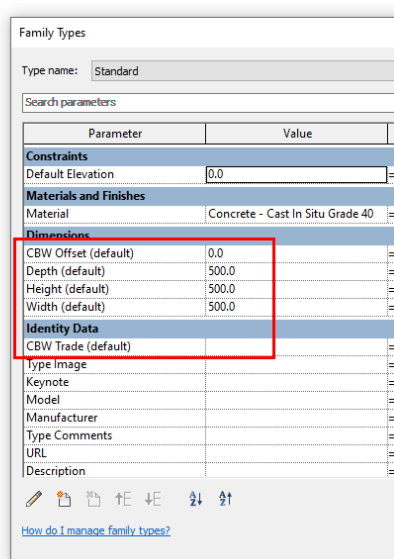 Family Types
Type name: Standard
Search parameters
Parameter Value
Constraints
Default Elevation 0.0 =
Materials and Finishes
Material Concrete - Cast In Situ Grade 40 =
Dimensions
CBW Offset (default) 0.0 =
Depth (default) 500.0 =
Height (default) 500.0 =
Width (default) 500.0 =
Identity Data
CBW Trade (default) =
Type Image
Keynote =
Model =
Manufacturer =
Type Comments =
URL =
Description =
How do I manage family types?